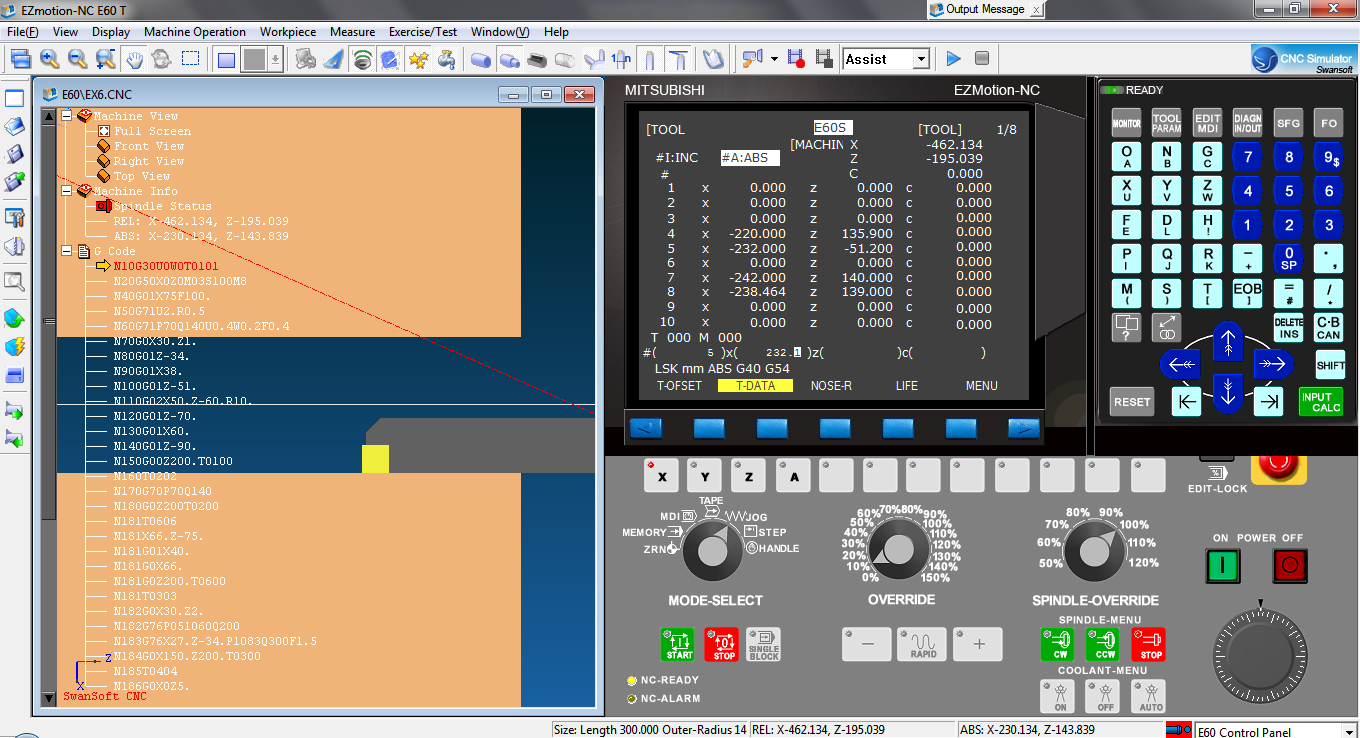 EZmotion-NC E60 T
Output Message x
File(F) View Display Machine Operation Workpiece Measure Exercise/Test Window(V) Help
Assist
CNC Simulator
Swansoft
E60\EX6.CNC
Machine View
Full Screen
Front View
Right View
Top View
Machine Info
Spindle Status
REL: X-462.134, Z-195.039
ABS: X-230.134, Z-143.839
G Code
N10G30U0W0T0101
N20G50X0Z0M03S100M8
N40G01X75F100.
N50G71U2.R0.5
N60G71P70Q140U0.4W0.2F0.4
N70G0X30.Z1.
N80G01Z-34.
N90G01X38.
N100G01Z-51.
N110G02X50.Z-60.R10.
N120G01Z-70.
N130G01X60.
N140G01Z-90.
N150G00Z200.T0100
N160T0202
N170G70P70Q140
N180G0Z200T0200
N181T0606
N181X66.Z-75.
N181G01X40.
N181G0X66.
N181G0Z200.T0600
N181T0303
N182G0X30.Z2.
N182G76P051060Q200
N183G76X27.Z-34.P1083Q300F1.5
N184G0X150.Z200.T0300
N185T0404
N186G0X0Z5.
Z
X
SwanSoft CNC
MITSUBISHI EZMotion-NC
[TOOL E60S [TOOL] 1/8
[MACHIN X -462.134
#I:INC #A:ABS Z -195.039
# C 0.000
1 x 0.000 z 0.000 c 0.000
2 x 0.000 z 0.000 c 0.000
3 x 0.000 z 0.000 c 0.000
4 x -220.000 z 135.900 c 0.000
5 x -232.000 z -51.200 c 0.000
6 x 0.000 z 0.000 c 0.000
7 x -242.000 z 140.000 c 0.000
8 x -238.464 z 139.000 c 0.000
9 x 0.000 z 0.000 c 0.000
10 x 0.000 z 0.000 c 0.000
T 000 M 000
#( 5 )x( 232.1 )z( )c( )
LSK mm ABS G40 G54
T-OFSET T-DATA NOSE-R LIFE MENU
READY
MONITOR TOOL PARAM EDIT MDI DIAGN IN/OUT SFG FO
O A N B G C 7 8 9 $
X U Y V Z W 4 5 6
F E D L H ! 1 2 3
P I Q J R K - + 0 SP . ,
M ( S ) T [ EOB ] = # / *
? DELETE INS C·B CAN
SHIFT
RESET INPUT CALC
X Y Z A
EDIT-LOCK
TAPE
MDI JOG
MEMORY STEP
ZRN HANDLE
MODE-SELECT
0% 10% 20% 30% 40% 50% 60% 70% 80% 90% 100% 110% 120% 130% 140% 150%
OVERRIDE
50% 60% 70% 80% 90% 100% 110% 120%
SPINDLE-OVERRIDE
ON POWER OFF
SPINDLE-MENU
START STOP SINGLE BLOCK
RAPID
CW CCW STOP
COOLANT-MENU
ON OFF AUTO
NC-READY
NC-ALARM
Size: Length 300.000 Outer-Radius 14 REL: X-462.134, Z-195.039 ABS: X-230.134, Z-143.839 E60 Control Panel